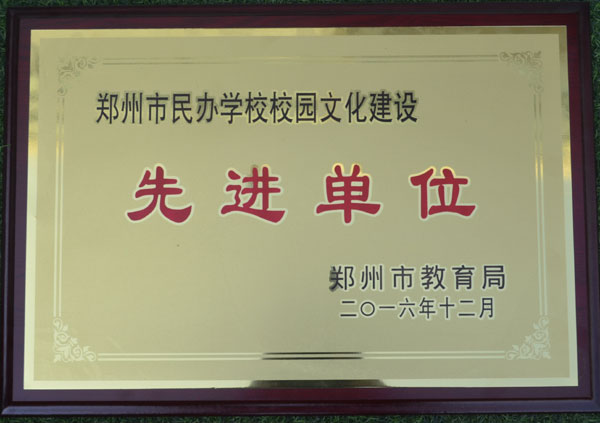 郑州市民办学校校园文化建设
先进单位
郑州市教育局
二〇一六年十二月